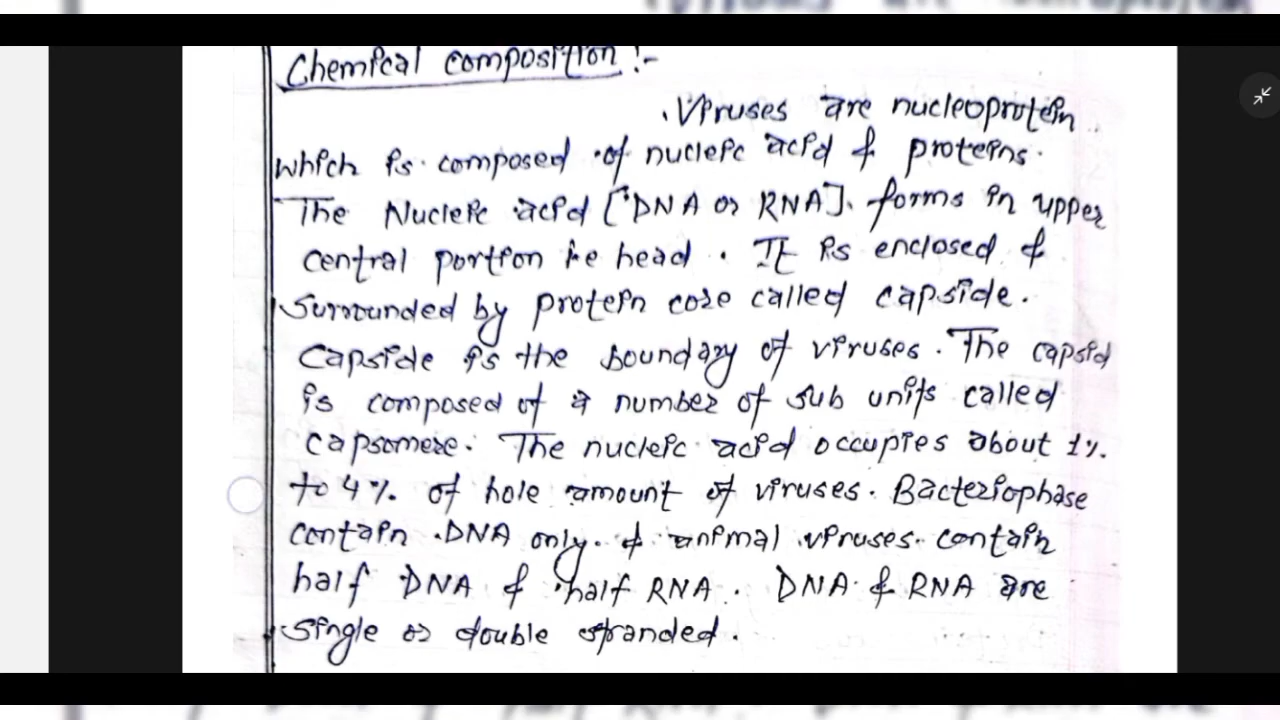 Chemical composition :-
Viruses are nucleoprotein
which is composed of nucleic acid & proteins.
The Nucleic acid [DNA or RNA]. forms in upper
central portion i.e head. It is enclosed &
surrounded by protein core called capside.
Capside is the boundary of viruses. The capsid
is composed of a number of sub units called
capsomere. The nucleic acid occupies about 1%
to 4% of hole amount of viruses. Bacteriophase
contain DNA only & animal viruses contain
half DNA & half RNA. DNA & RNA are
single or double stranded.